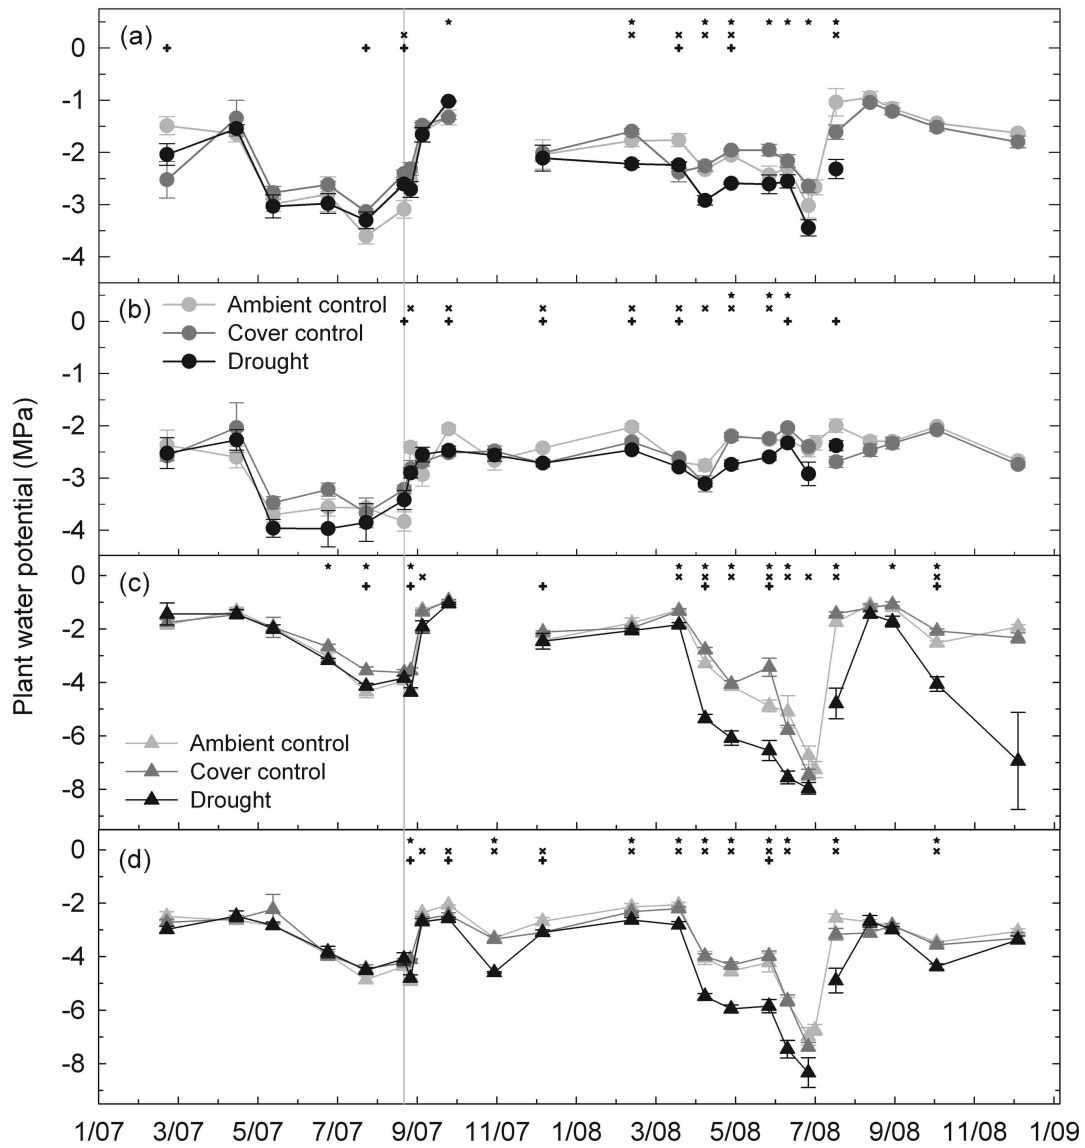 (a)
0
-1
-2
-3
-4
(b)
Ambient control
Cover control
Drought
0
-1
-2
-3
-4
Plant water potential (MPa)
(c)
0
-2
-4
-6
-8
Ambient control
Cover control
Drought
(d)
0
-2
-4
-6
-8
1/07 3/07 5/07 7/07 9/07 11/07 1/08 3/08 5/08 7/08 9/08 11/08 1/09